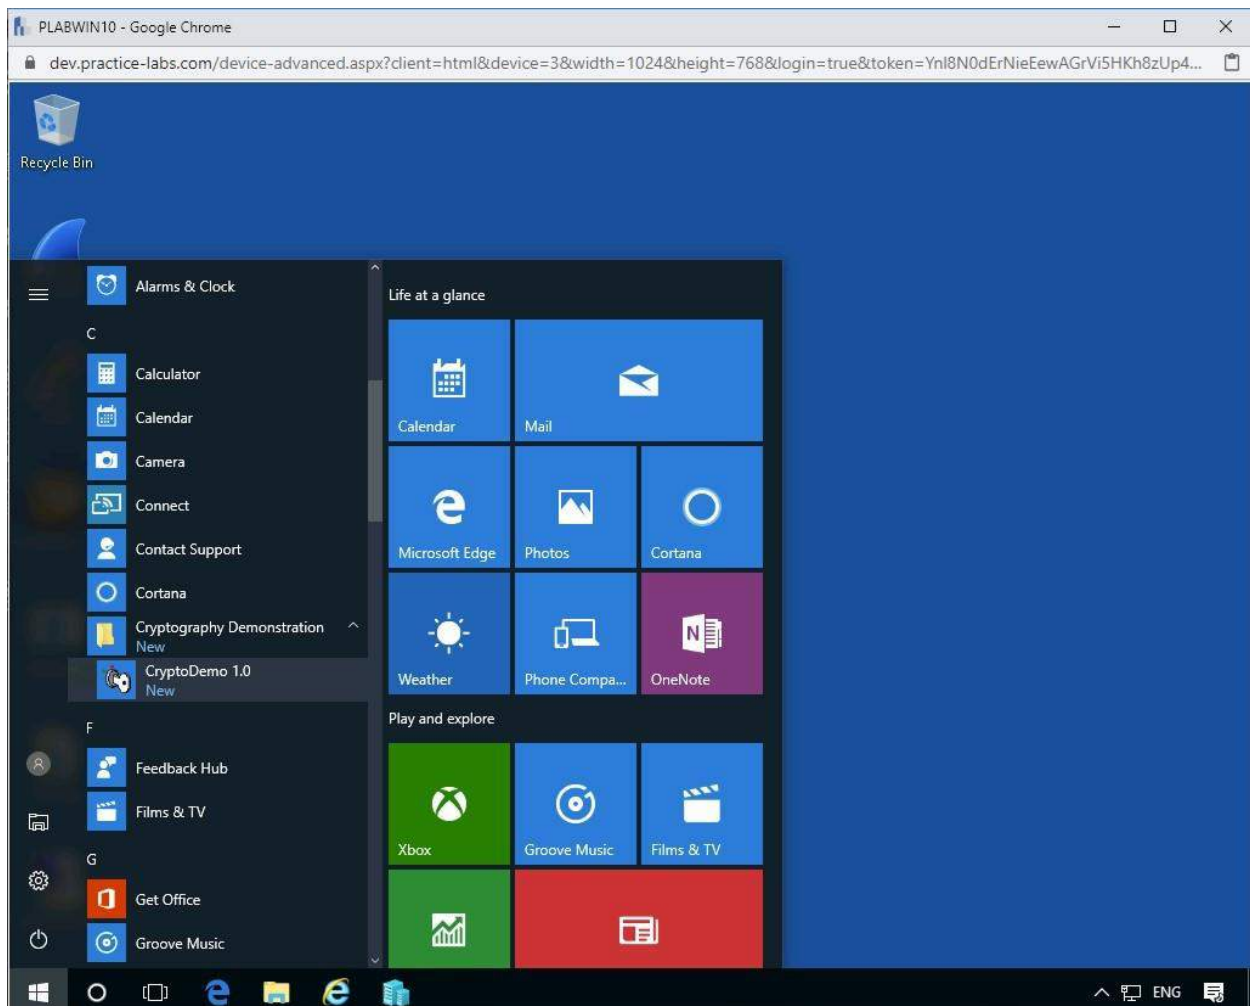 PLABWIN10 - Google Chrome
dev.practice-labs.com/device-advanced.aspx?client=html&device=3&width=1024&height=768&login=true&token=Ynl8N0dErNieEewAGrVi5HKh8zUp4...
Recycle Bin
Alarms & Clock
C
Calculator
Calendar
Camera
Connect
Contact Support
Cortana
Cryptography Demonstration
New
CryptoDemo 1.0
New
F
Feedback Hub
Films & TV
G
Get Office
Groove Music
Life at a glance
Calendar
Mail
Microsoft Edge
Photos
Cortana
Weather
Phone Compa...
N
OneNote
Play and explore
Xbox
Groove Music
Films & TV
ENG